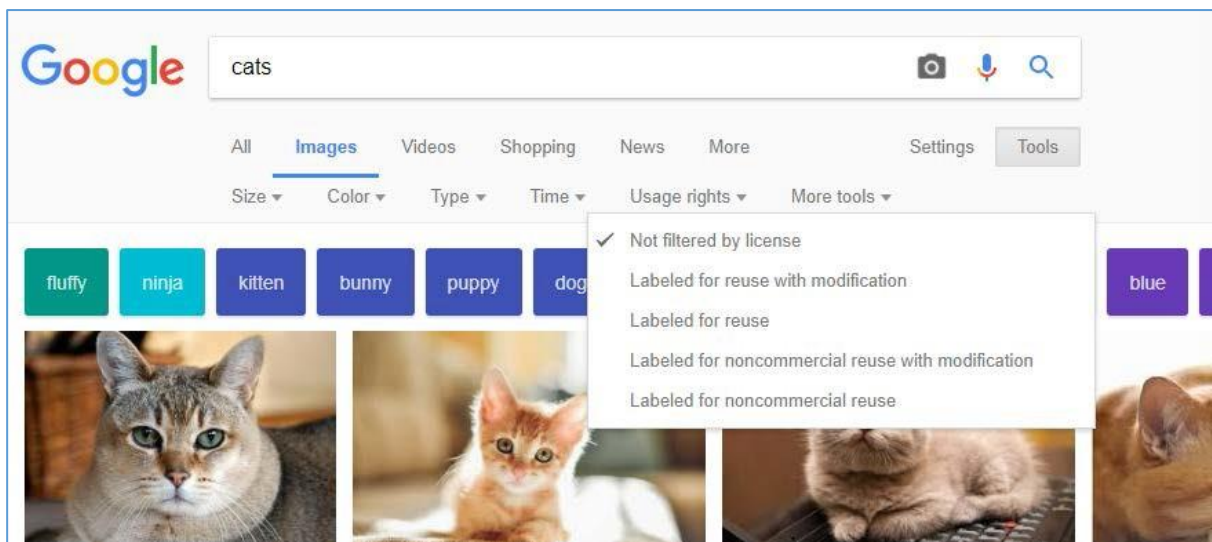 Google cats
All Images Videos Shopping News More Settings Tools
Size Color Type Time Usage rights More tools
Not filtered by license
fluffy ninja kitten bunny puppy dog blue
Labeled for reuse with modification
Labeled for reuse
Labeled for noncommercial reuse with modification
Labeled for noncommercial reuse